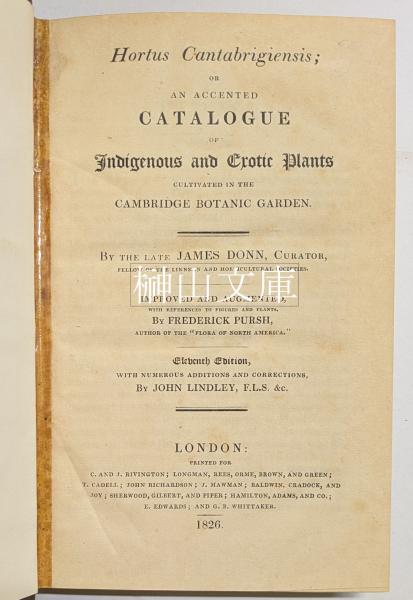 Hortus Cantabrigiensis;
OR
AN ACCENTED
CATALOGUE
OF
Indigenous and Exotic Plants
CULTIVATED IN THE
CAMBRIDGE BOTANIC GARDEN.
BY THE LATE JAMES DONN, CURATOR,
FELLOW OF THE LINNEAN AND HORTICULTURAL SOCIETIES.
榊山文庫
IMPROVED AND AUGMENTED,
WITH REFERENCES TO FIGURES AND PLANTS,
BY FREDERICK PURSH,
AUTHOR OF THE "FLORA OF NORTH AMERICA."
Eleventh Edition,
WITH NUMEROUS ADDITIONS AND CORRECTIONS,
BY JOHN LINDLEY, F.L.S. &c.
LONDON:
PRINTED FOR
C. AND J. RIVINGTON; LONGMAN, REES, ORME, BROWN, AND GREEN;
T. CADELL; JOHN RICHARDSON; J. MAWMAN; BALDWIN, CRADOCK, AND
JOY; SHERWOOD, GILBERT, AND PIPER; HAMILTON, ADAMS, AND CO.;
E. EDWARDS; AND G. B. WHITTAKER.
1826.